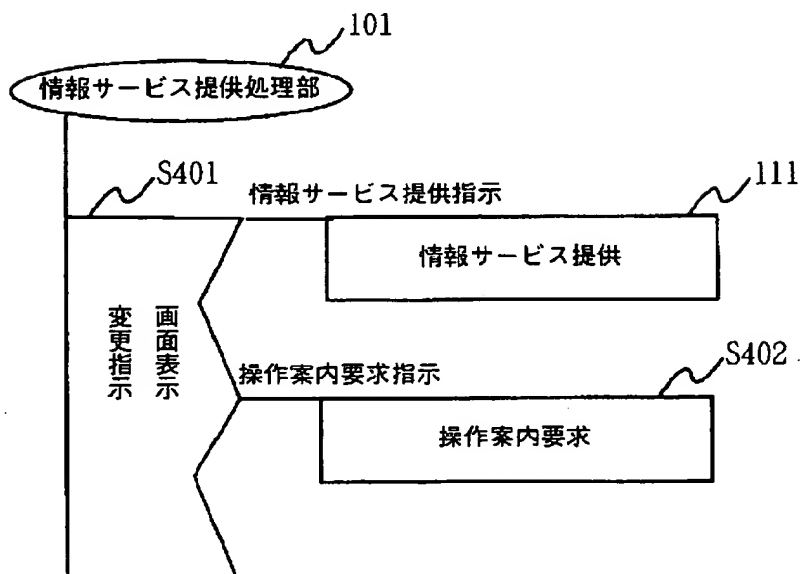 101
情報サービス提供処理部
S401
情報サービス提供指示
111
情報サービス提供
画面表示
変更指示
操作案内要求指示
S402
操作案内要求